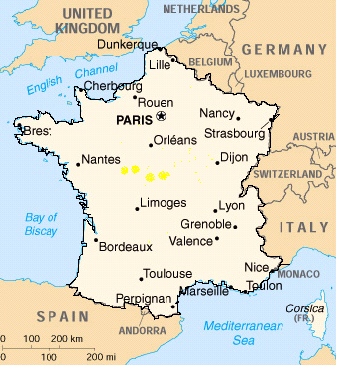 UNITED
KINGDOM
NETHERLANDS
GERMANY
Dunkerque
BELGIUM
Lille
LUXEMBOURG
English Channel
Cherbourg
Rouen
PARIS
Nancy
Strasbourg
Bres
Orléans
AUSTRIA
Nantes
Dijon
SWITZERLAND
Bay of
Biscay
Limoges
Lyon
Grenoble
ITALY
Valence
Bordeaux
Nice
MONACO
Toulouse
Toulon
Marseille
Perpignan
Corsica
(FR.)
SPAIN
ANDORRA
Mediterranean
Sea
0 100 200 km
0 100 200 mi